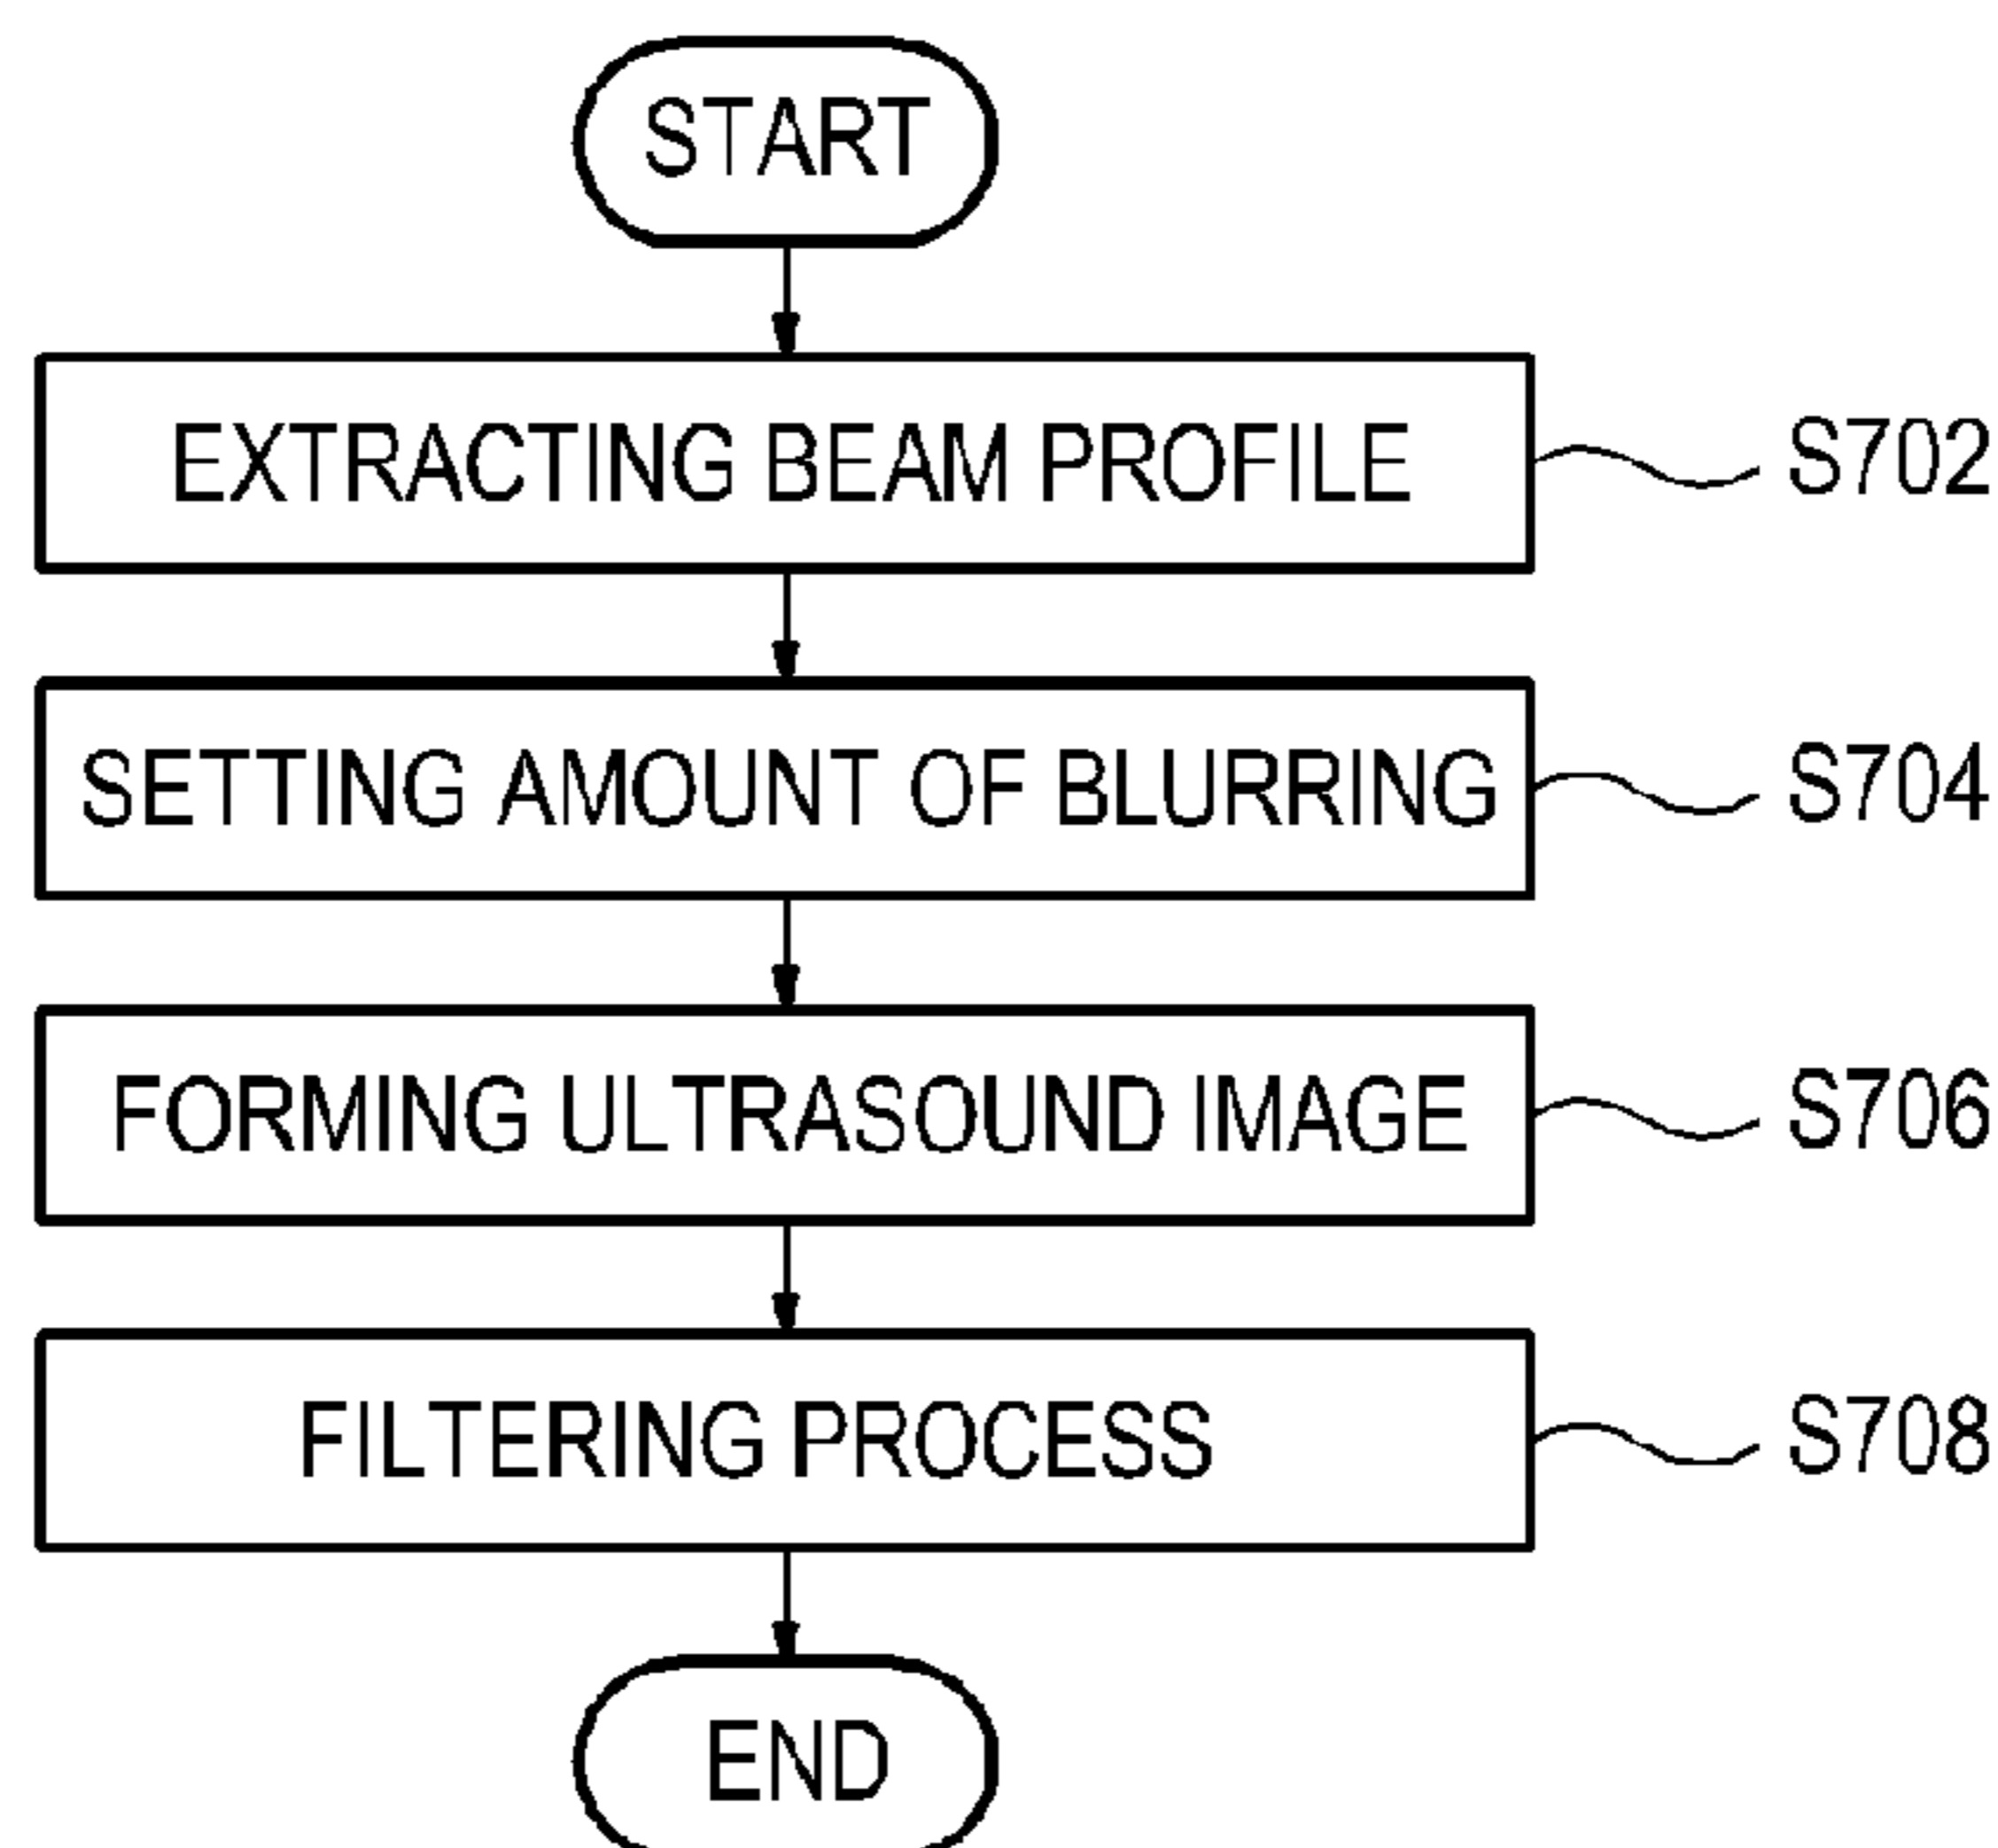 START
EXTRACTING BEAM PROFILE S702
SETTING AMOUNT OF BLURRING S704
FORMING ULTRASOUND IMAGE S706
FILTERING PROCESS S708
END